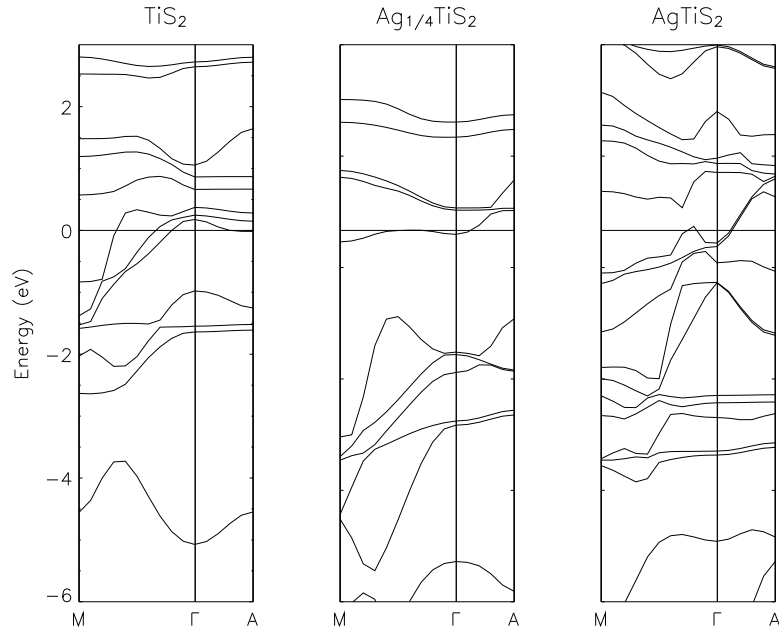 TiS₂ Ag₁/₄TiS₂ AgTiS₂
Energy (eV)
2
0
−2
−4
−6
M Γ A M Γ A M Γ A